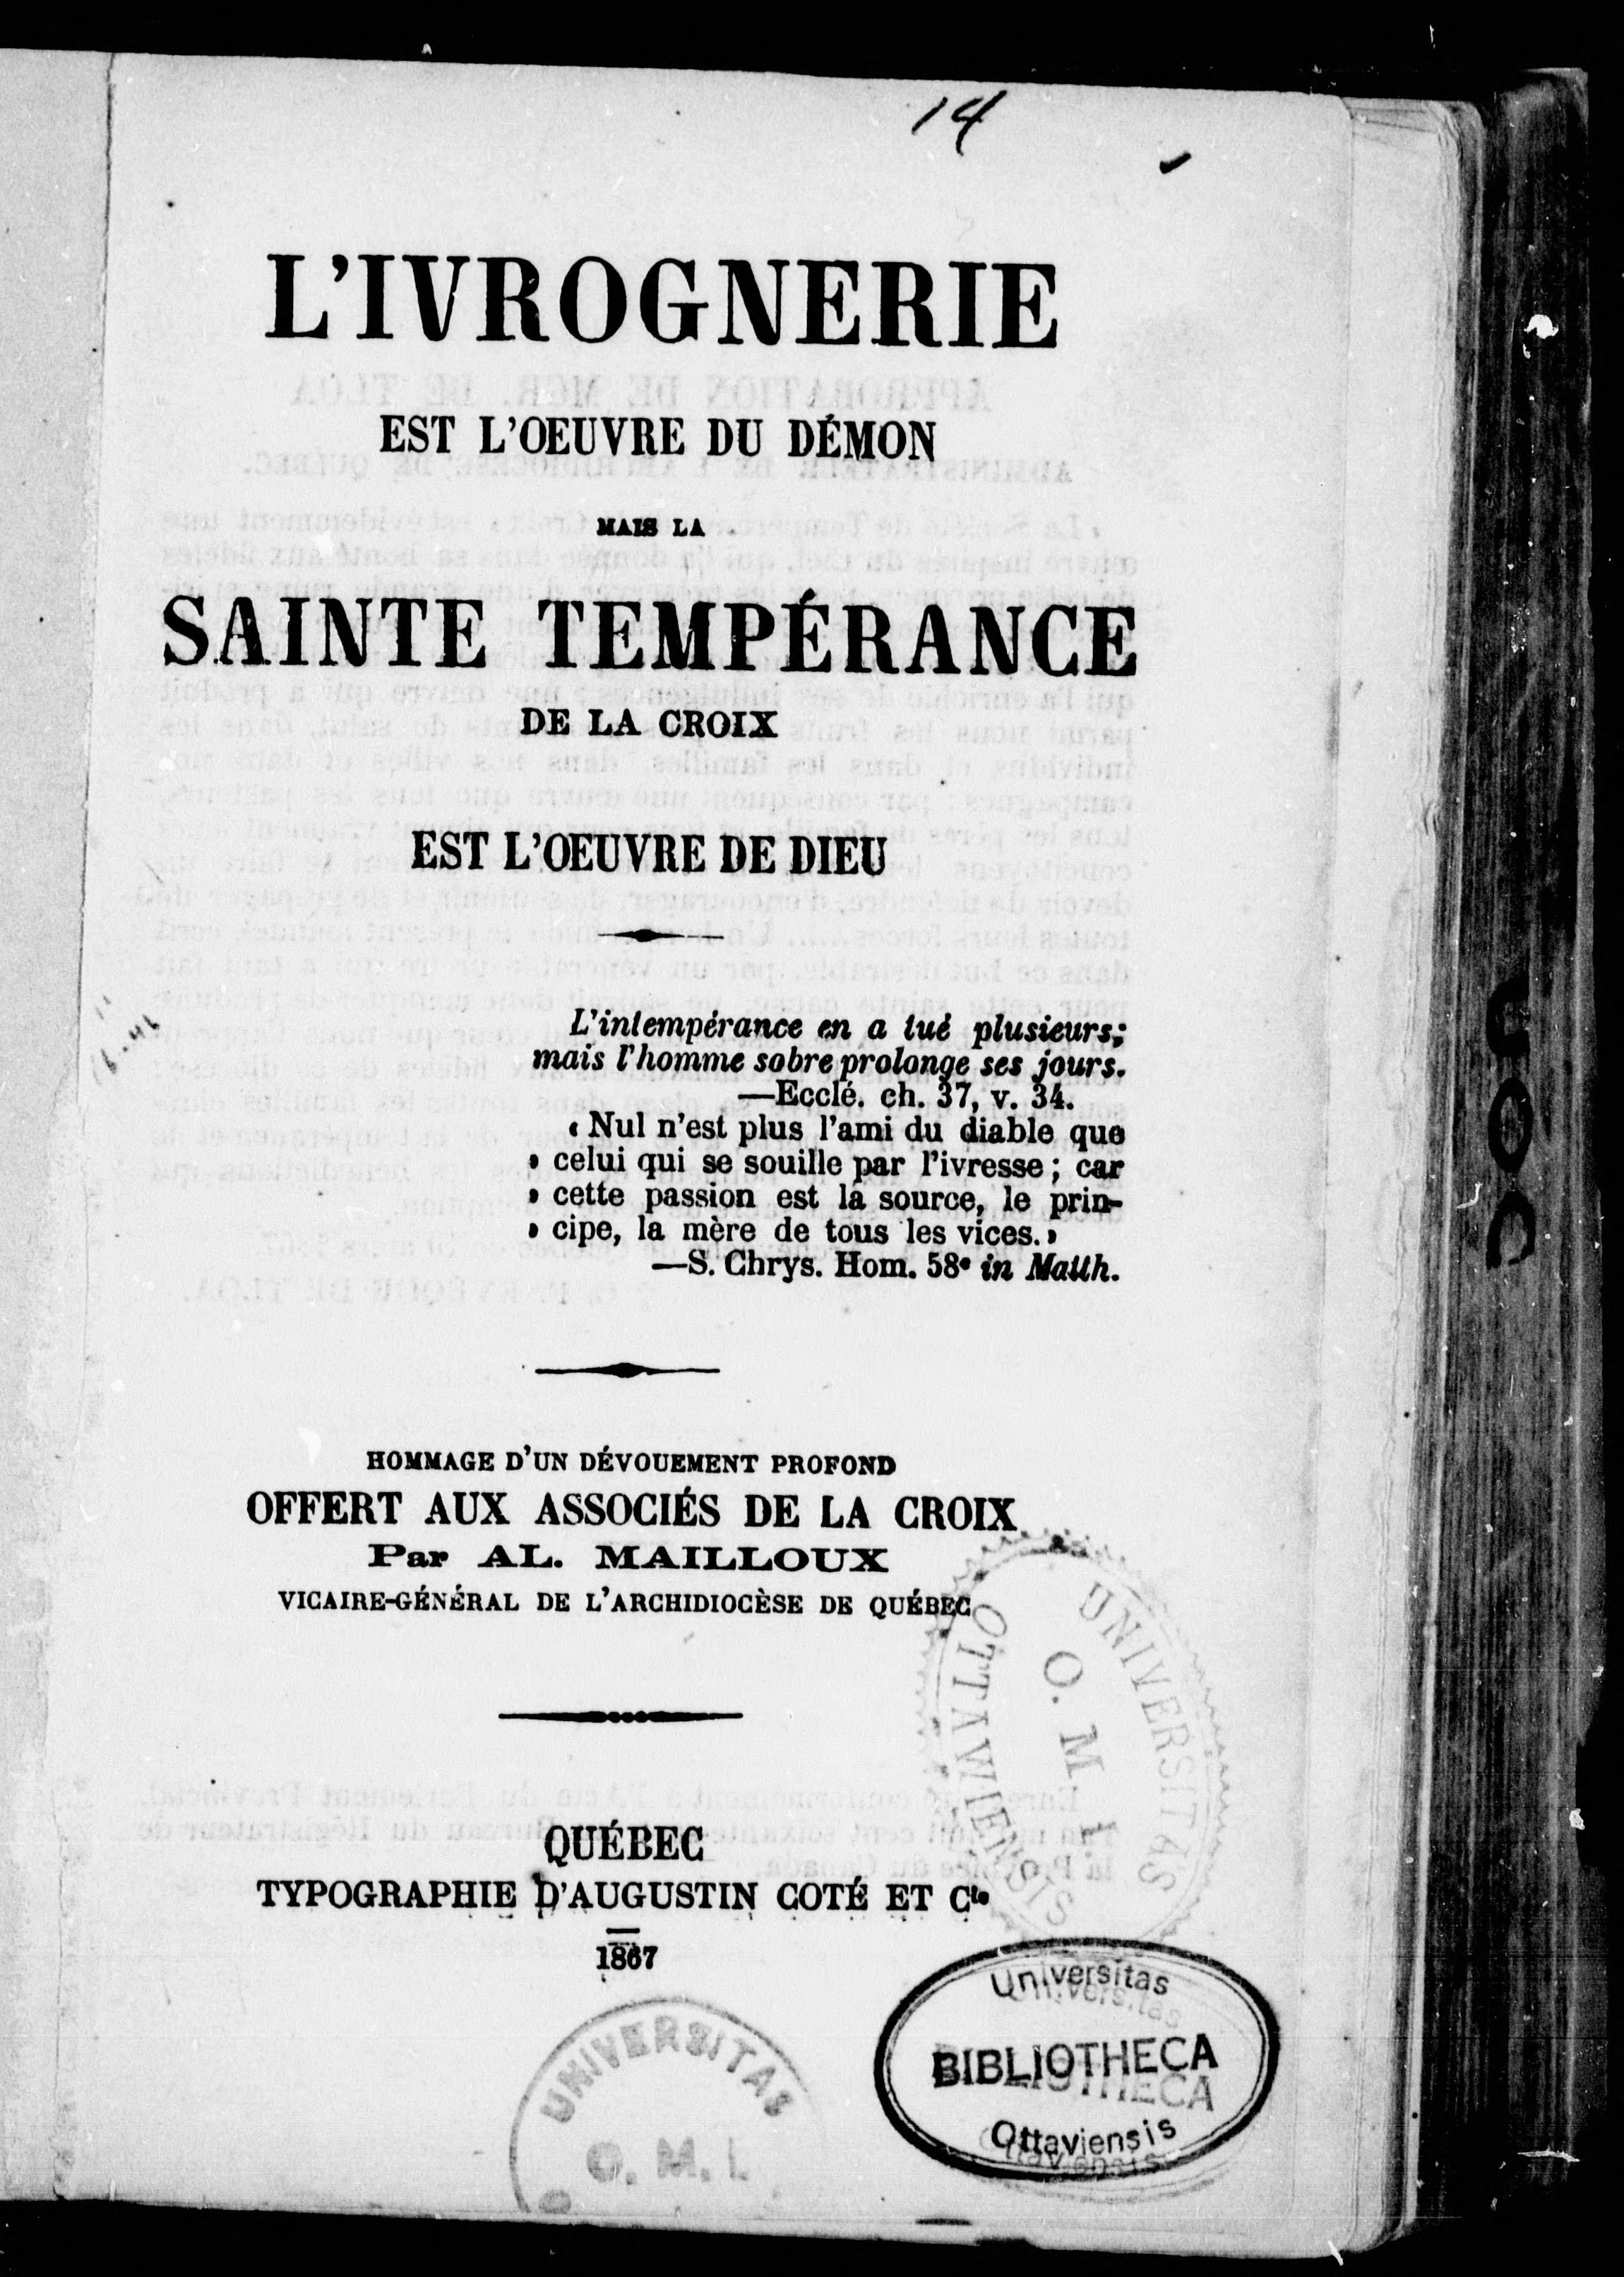 14
L'IVROGNERIE
EST L'OEUVRE DU DÉMON
MAIS LA
SAINTE TEMPÉRANCE
DE LA CROIX
EST L'OEUVRE DE DIEU
L'intempérance en a tué plusieurs;
mais l'homme sobre prolonge ses jours.
—Ecclé. ch. 37, v. 34.
« Nul n'est plus l'ami du diable que
» celui qui se souille par l'ivresse ; car
» cette passion est la source, le prin-
» cipe, la mère de tous les vices. »
—S. Chrys. Hom. 58e in Matth.
HOMMAGE D'UN DÉVOUEMENT PROFOND
OFFERT AUX ASSOCIÉS DE LA CROIX
Par AL. MAILLOUX
VICAIRE-GÉNÉRAL DE L'ARCHIDIOCÈSE DE QUÉBEC
QUÉBEC
TYPOGRAPHIE D'AUGUSTIN COTÉ ET Cie
1867
UNIVERSITAS
O. M. I.
OTTAWIENSIS
Universitas
BIBLIOTHECA
Ottaviensis
UNIVERSITAS
O. M. I.